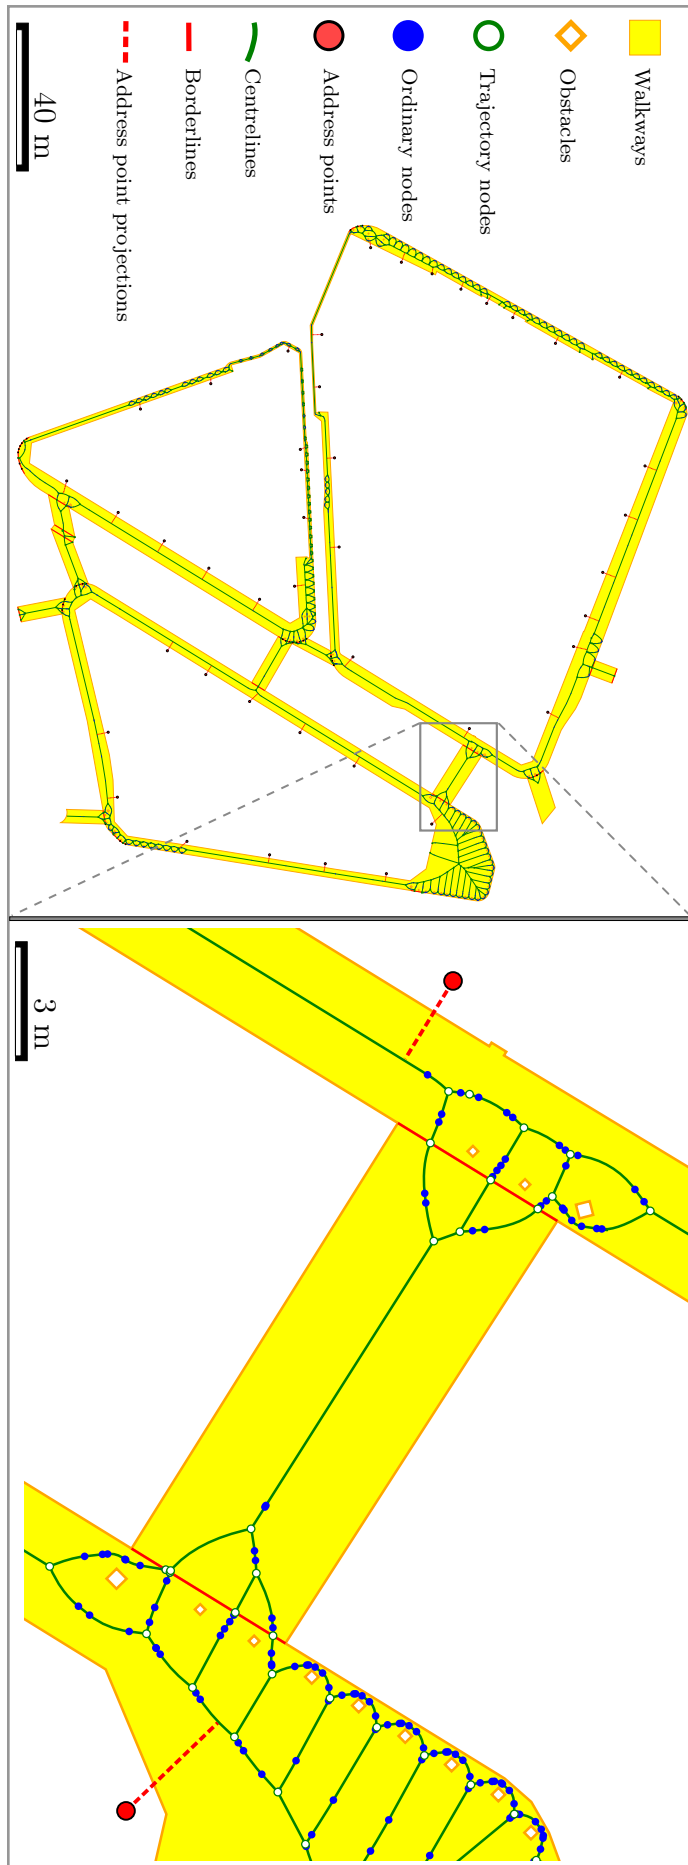 Walkways
Obstacles
Trajectory nodes
Ordinary nodes
Address points
Centrelines
Borderlines
Address point projections
40 m
3 m